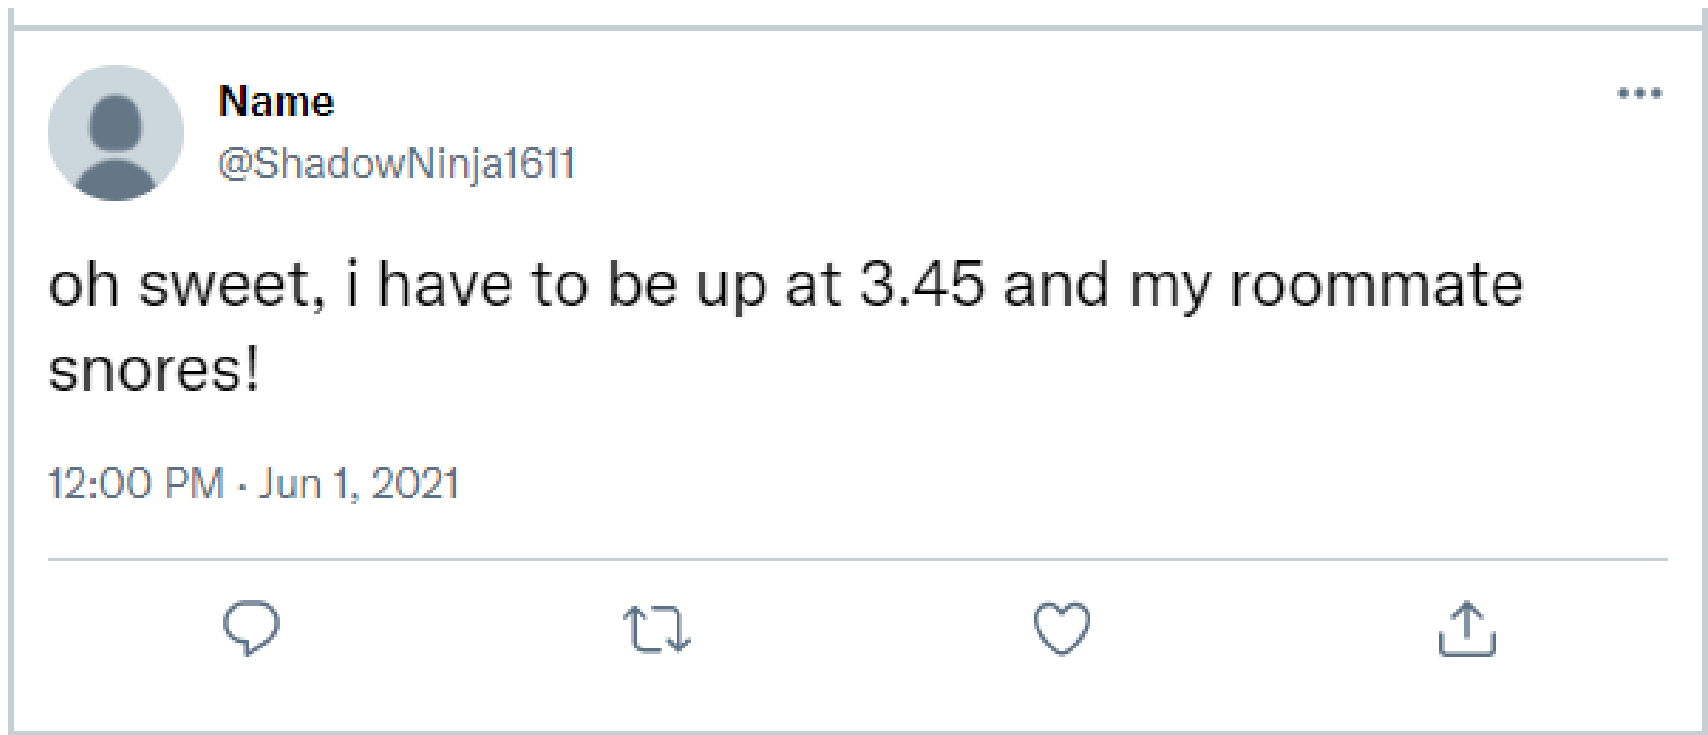 Name
@ShadowNinja1611
oh sweet, i have to be up at 3.45 and my roommate
snores!
12:00 PM · Jun 1, 2021